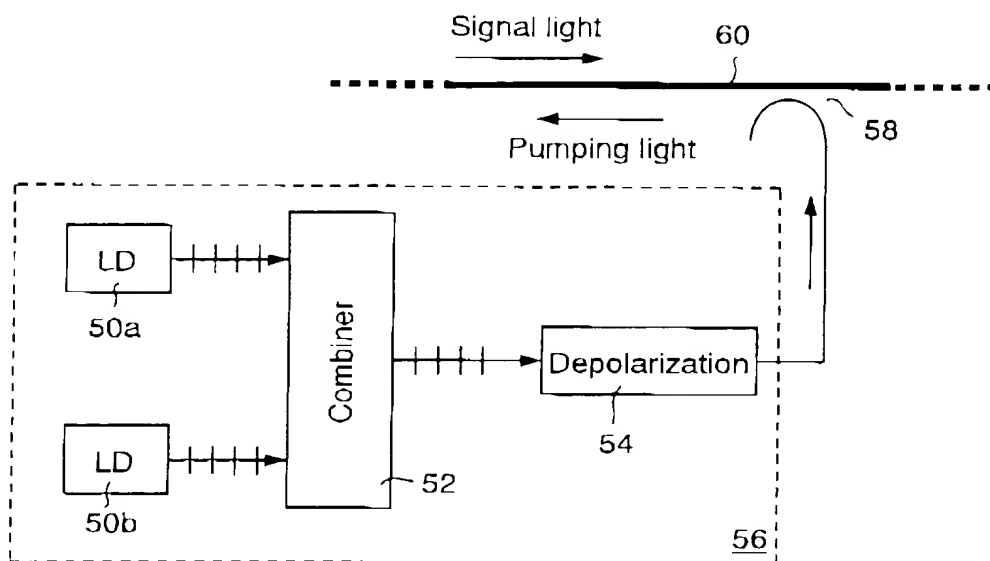 Signal light
60
58
Pumping light
LD
50a
Combiner
Depolarization
54
LD
50b
52
56